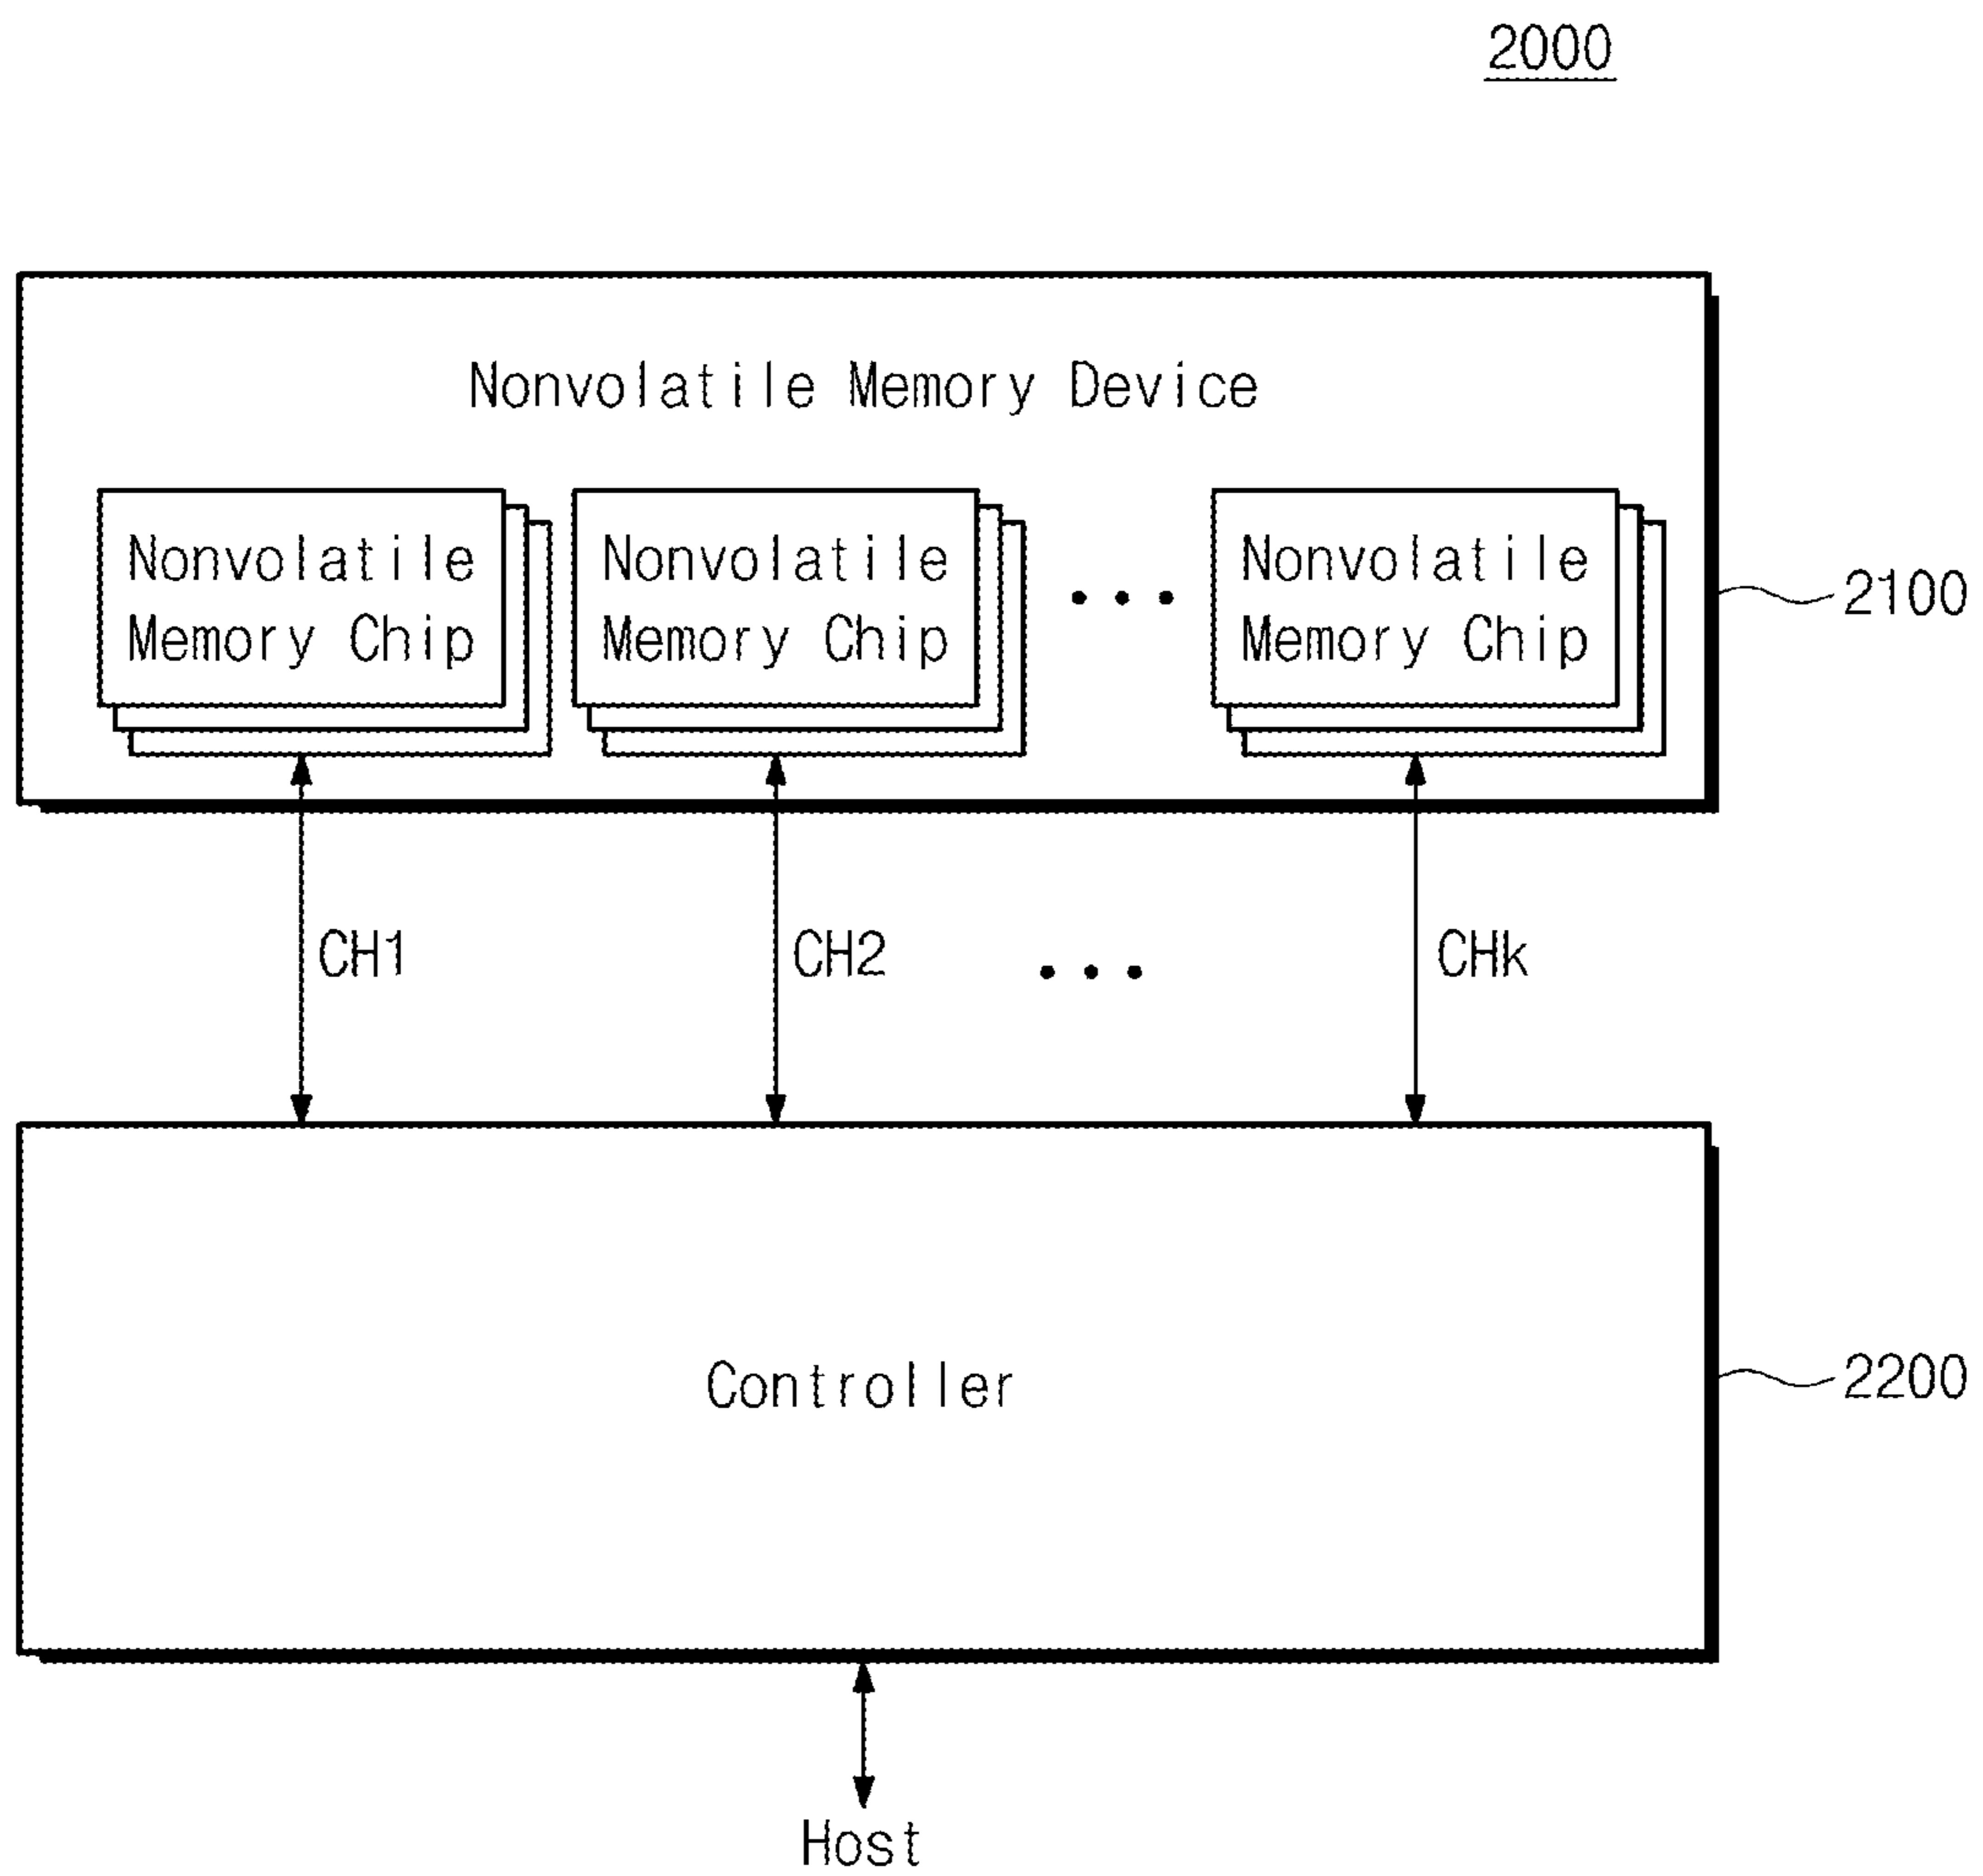 2000
Nonvolatile Memory Device
Nonvolatile
Memory Chip
Nonvolatile
Memory Chip
• • •
Nonvolatile
Memory Chip
2100
CH1
CH2
• • •
CHk
Controller
2200
Host